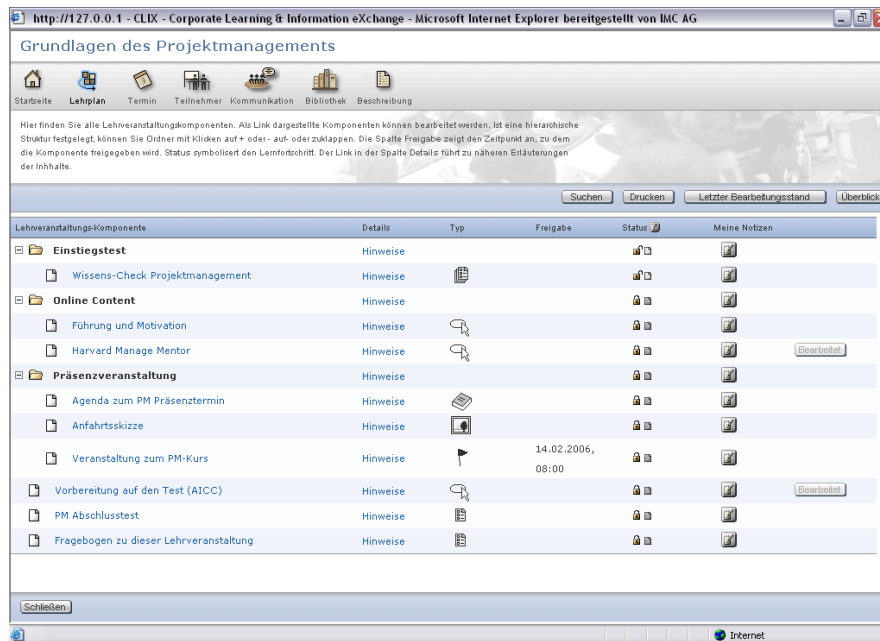 http://127.0.0.1 - CLIX - Corporate Learning & Information eXchange - Microsoft Internet Explorer bereitgestellt von IMC AG
Grundlagen des Projektmanagements
Startseite Lehrplan Termin Teilnehmer Kommunikation Bibliothek Beschreibung
Hier finden Sie alle Lehrveranstaltungskomponenten. Als Link dargestellte Komponenten können bearbeitet werden. Ist eine hierarchische
Struktur festgelegt, können Sie Ordner mit Klicken auf + oder - auf- oder zuklappen. Die Spalte Freigabe zeigt den Zeitpunkt an, zu dem
die Komponente freigegeben wird. Status symbolisert den Lernfortschritt. Der Link in der Spalte Details führt zu näheren Erläuterungen
der Inhhalte.
Suchen Drucken Letzter Bearbeitungsstand Überblick
Lehrveranstaltungs-Komponente Details Typ Freigabe Status Meine Notizen
Einstiegstest Hinweise
Wissens-Check Projektmanagement Hinweise
Online Content Hinweise
Führung und Motivation Hinweise
Harvard Manage Mentor Hinweise Bearbeitet
Präsenzveranstaltung Hinweise
Agenda zum PM Präsenztermin Hinweise
Anfahrtsskizze Hinweise
Veranstaltung zum PM-Kurs Hinweise 14.02.2006,
08:00
Vorbereitung auf den Test (AICC) Hinweise Bearbeitet
PM Abschlusstest Hinweise
Fragebogen zu dieser Lehrveranstaltung Hinweise
Schließen
Internet